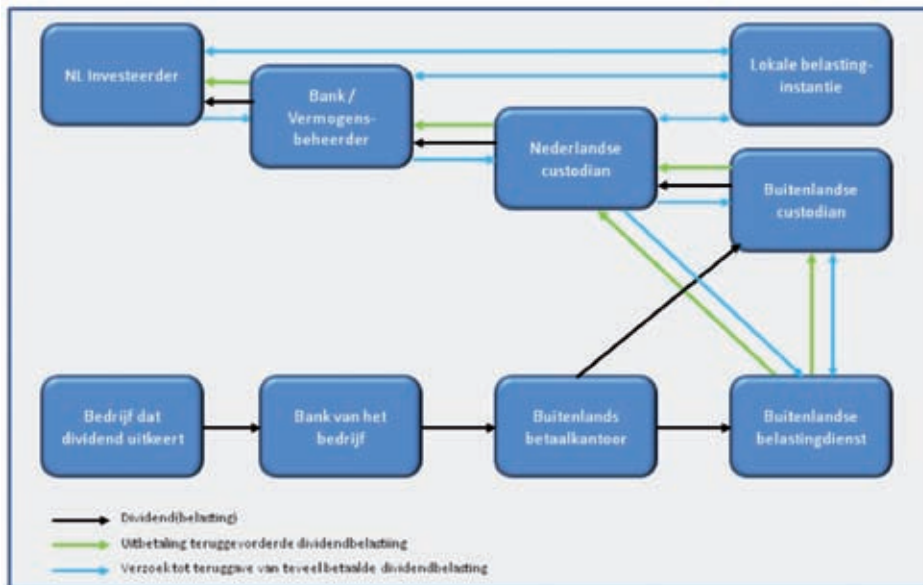 NL Investeerder
Bank /
Vermogens-
beheerder
Nederlandse
custodian
Lokale belasting-
instantie
Buitenlandse
custodian
Bedrijf dat
dividend uitkeert
Bank van het
bedrijf
Buitenlands
betaalkantoor
Buitenlandse
belastingdienst
Dividend(belasting)
Uitbetaling teruggevorderde dividendbelastiing
Verzoek tot teruggave van teveel betaalde dividendbelasting